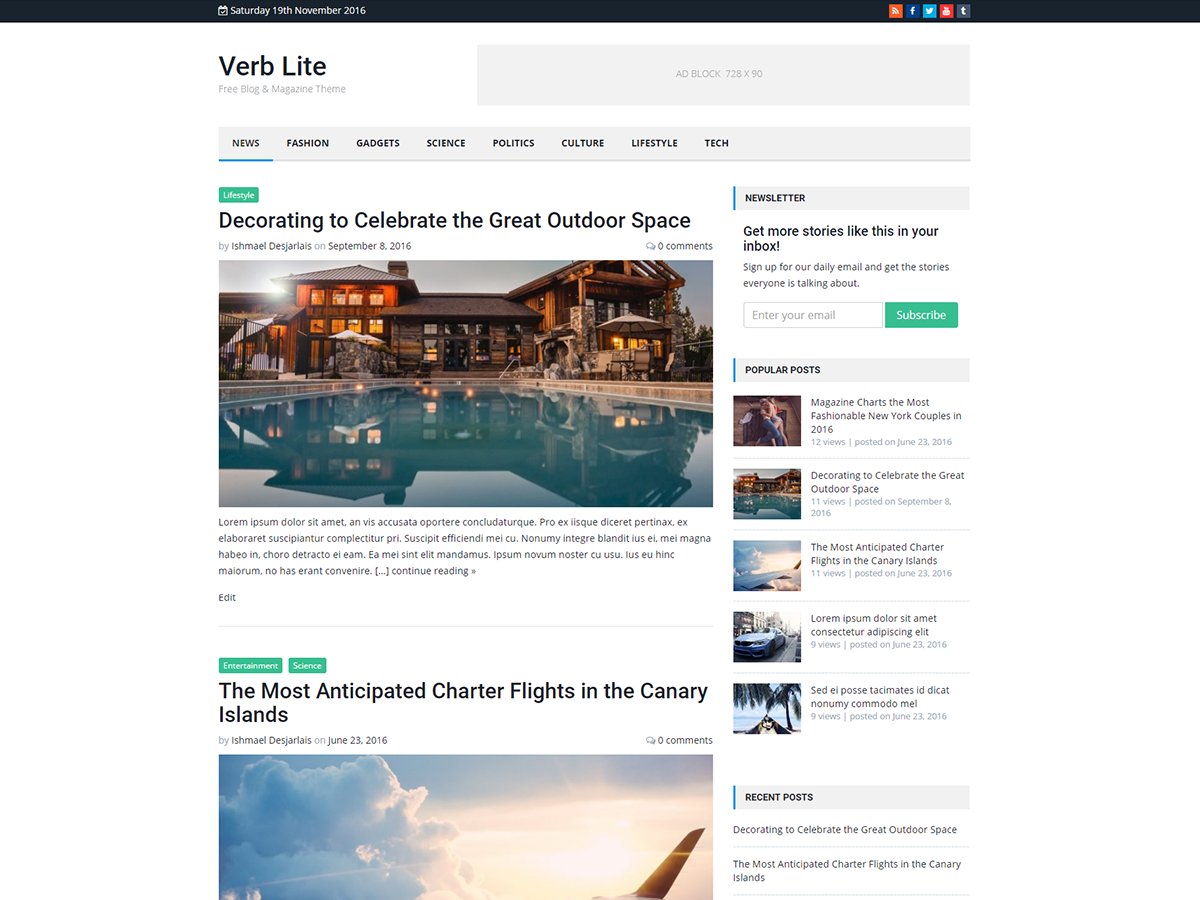 Saturday 19th November 2016
Verb Lite
Free Blog & Magazine Theme
AD BLOCK 728 X 90
NEWS FASHION GADGETS SCIENCE POLITICS CULTURE LIFESTYLE TECH
Lifestyle
Decorating to Celebrate the Great Outdoor Space
by Ishmael Desjarlais on September 8, 2016 0 comments
Lorem ipsum dolor sit amet, an vis accusata oportere concludaturque. Pro ex iisque diceret pertinax, ex
elaboraret suscipiantur complectitur pri. Suscipit efficiendi mei cu. Nonumy integre blandit ius ei, mei magna
habeo in, choro detracto ei eam. Ea mei sint elit mandamus. Ipsum novum noster cu usu. Ius eu hinc
maiorum, no has erant convenire. [...] continue reading »
Edit
Entertainment Science
The Most Anticipated Charter Flights in the Canary
Islands
by Ishmael Desjarlais on June 23, 2016 0 comments
NEWSLETTER
Get more stories like this in your
inbox!
Sign up for our daily email and get the stories
everyone is talking about.
Enter your email Subscribe
POPULAR POSTS
Magazine Charts the Most
Fashionable New York Couples in
2016
12 views | posted on June 23, 2016
Decorating to Celebrate the Great
Outdoor Space
11 views | posted on September 8,
2016
The Most Anticipated Charter
Flights in the Canary Islands
11 views | posted on June 23, 2016
Lorem ipsum dolor sit amet
consectetur adipiscing elit
9 views | posted on June 23, 2016
Sed ei posse tacimates id dicat
nonumy commodo mel
9 views | posted on June 23, 2016
RECENT POSTS
Decorating to Celebrate the Great Outdoor Space
The Most Anticipated Charter Flights in the Canary
Islands